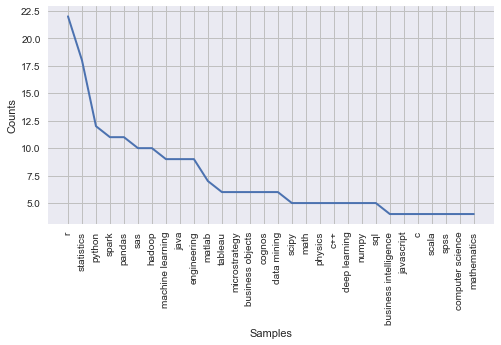 22.5
20.0
17.5
15.0
12.5
10.0
7.5
5.0
Counts
r
statistics
python
spark
pandas
sas
hadoop
machine learning
java
engineering
matlab
tableau
microstrategy
business objects
cognos
data mining
scipy
math
physics
c++
deep learning
numpy
sql
business intelligence
javascript
c
scala
spss
computer science
mathematics
Samples